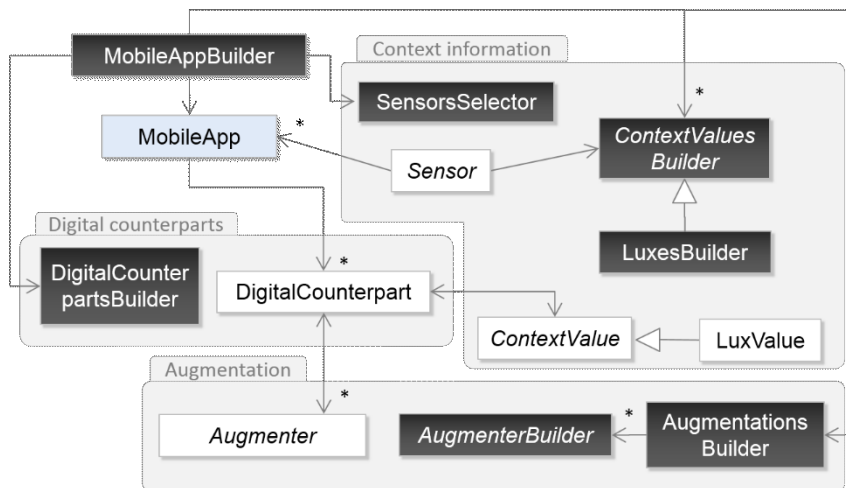 MobileAppBuilder
Context information
SensorsSelector
*
*
MobileApp
Sensor
ContextValues
Builder
Digital counterparts
LuxesBuilder
DigitalCounter
partsBuilder
*
DigitalCounterpart
ContextValue
LuxValue
Augmentation
*
*
Augmenter
AugmenterBuilder
Augmentations
Builder